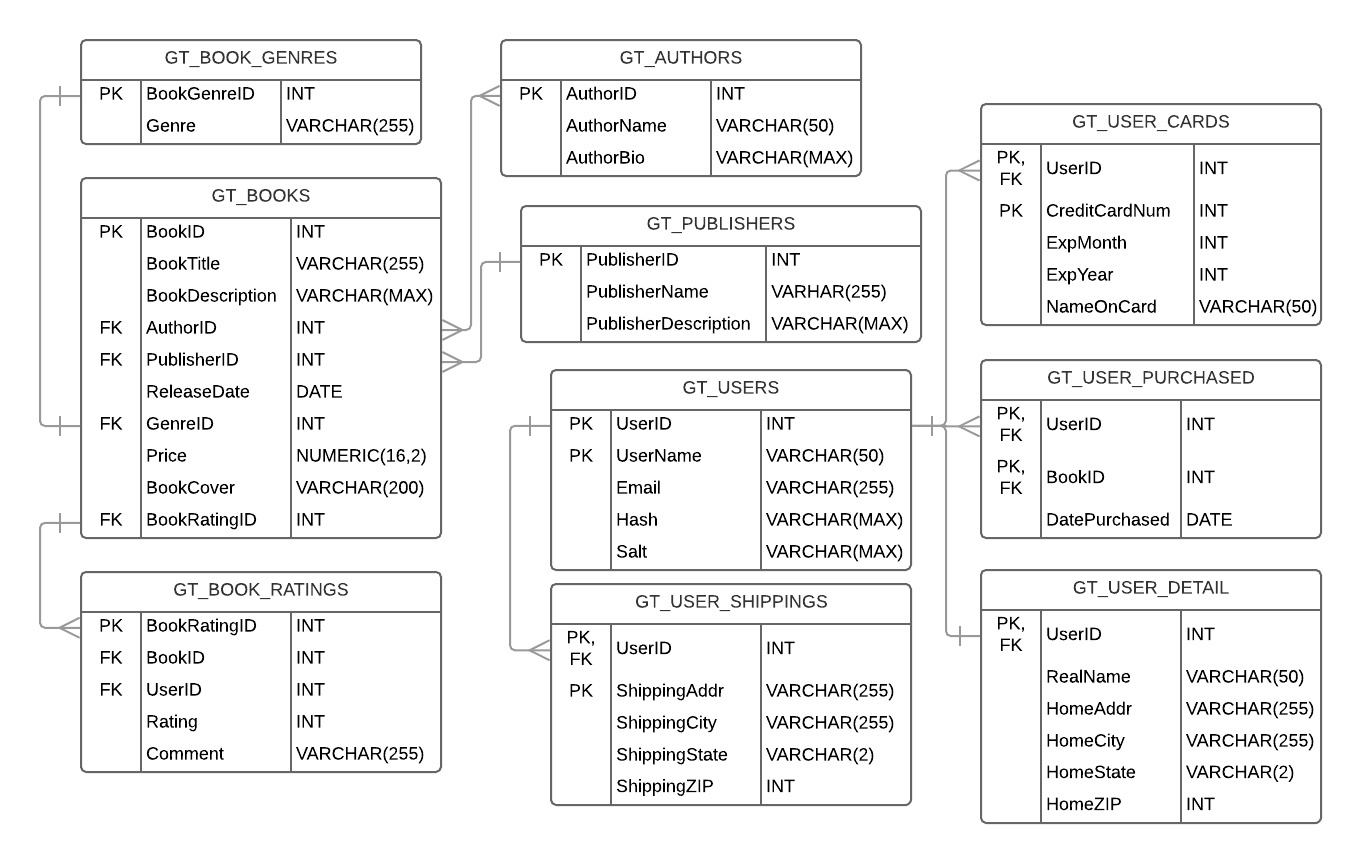 GT_BOOK_GENRES
PK BookGenreID INT
Genre VARCHAR(255)
GT_BOOKS
PK BookID INT
BookTitle VARCHAR(255)
BookDescription VARCHAR(MAX)
FK AuthorID INT
FK PublisherID INT
ReleaseDate DATE
FK GenreID INT
Price NUMERIC(16,2)
BookCover VARCHAR(200)
FK BookRatingID INT
GT_BOOK_RATINGS
PK BookRatingID INT
FK BookID INT
FK UserID INT
Rating INT
Comment VARCHAR(255)
GT_AUTHORS
PK AuthorID INT
AuthorName VARCHAR(50)
AuthorBio VARCHAR(MAX)
GT_PUBLISHERS
PK PublisherID INT
PublisherName VARHAR(255)
PublisherDescription VARCHAR(MAX)
GT_USERS
PK UserID INT
PK UserName VARCHAR(50)
Email VARCHAR(255)
Hash VARCHAR(MAX)
Salt VARCHAR(MAX)
GT_USER_SHIPPINGS
PK, FK UserID INT
PK ShippingAddr VARCHAR(255)
ShippingCity VARCHAR(255)
ShippingState VARCHAR(2)
ShippingZIP INT
GT_USER_CARDS
PK, FK UserID INT
PK CreditCardNum INT
ExpMonth INT
ExpYear INT
NameOnCard VARCHAR(50)
GT_USER_PURCHASED
PK, FK UserID INT
PK, FK BookID INT
DatePurchased DATE
GT_USER_DETAIL
PK, FK UserID INT
RealName VARCHAR(50)
HomeAddr VARCHAR(255)
HomeCity VARCHAR(255)
HomeState VARCHAR(2)
HomeZIP INT